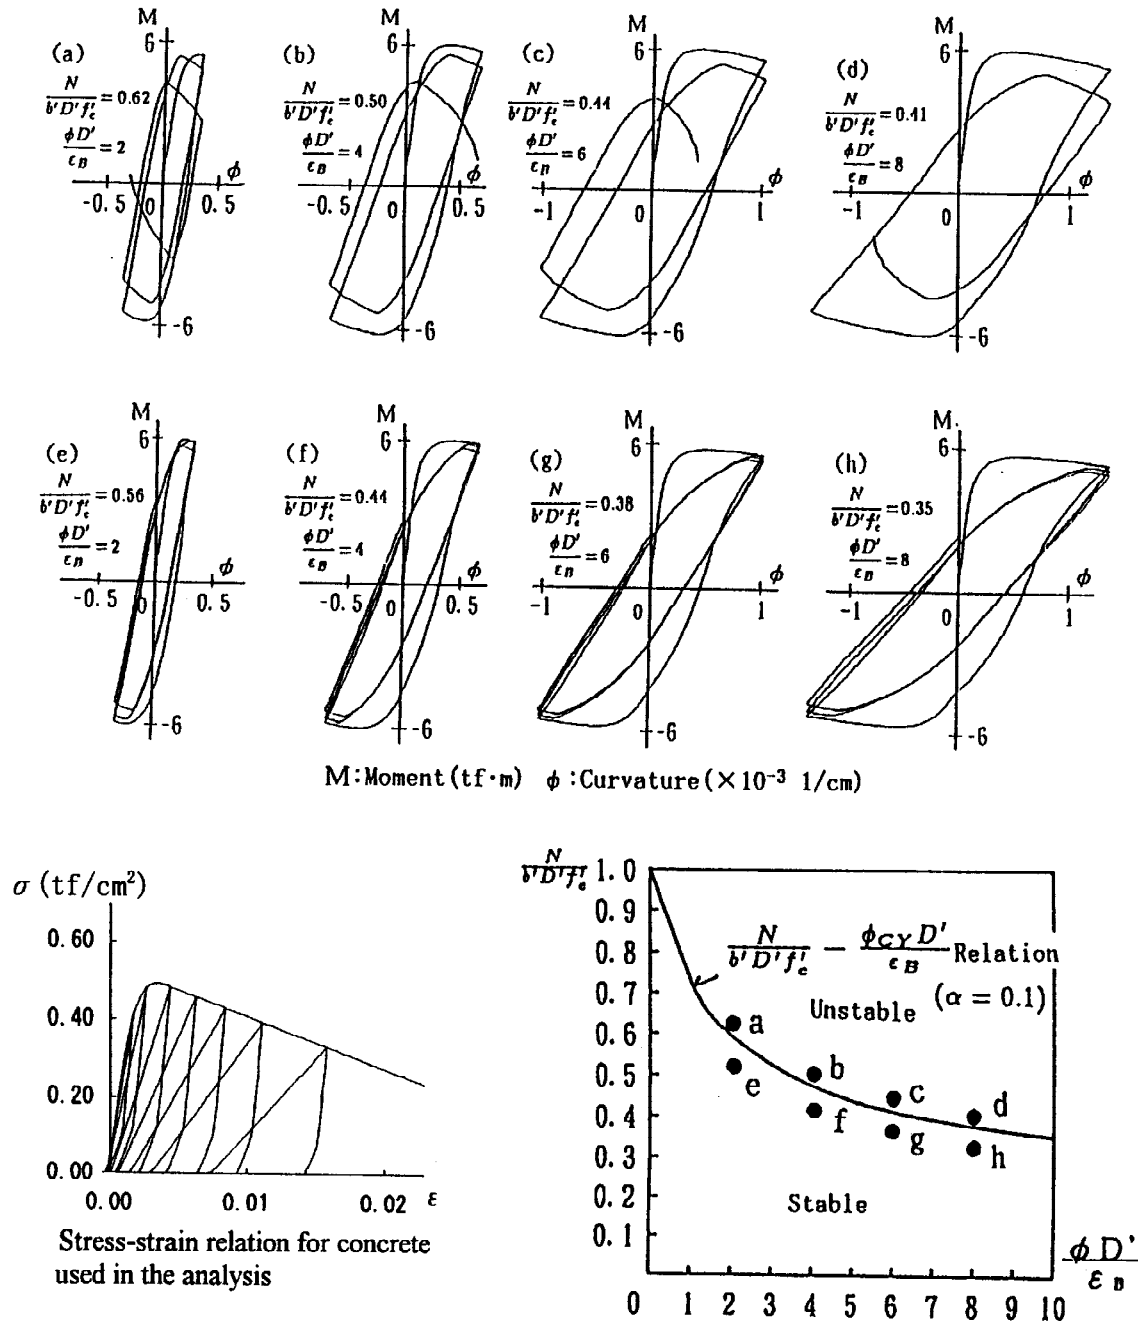 M M M M
6 6 6 6
(a) (b) (c) (d)
N/b'D'f'c = 0.62 N/b'D'f'c = 0.50 N/b'D'f'c = 0.44 N/b'D'f'c = 0.41
φD'/εB = 2 φD'/εB = 4 φD'/εB = 6 φD'/εB = 8
φ φ φ φ
-0.5 0 0.5 -0.5 0 0.5 -1 0 1 -1 0 1
-6 -6 -6 -6
M M M M.
6 6 6 6
(e) (f) (g) (h)
N/b'D'f'c = 0.56 N/b'D'f'c = 0.44 N/b'D'f'c = 0.38 N/b'D'f'c = 0.35
φD'/εB = 2 φD'/εB = 4 φD'/εB = 6 φD'/εB = 8
φ φ φ φ
-0.5 0 0.5 -0.5 0 0.5 -1 0 1 -1 0 1
-6 -6 -6 -6
M:Moment(tf·m) φ:Curvature(×10⁻³ 1/cm)
σ (tf/cm²)
0.60
0.40
0.20
0.00
0.00 0.01 0.02 ε
Stress-strain relation for concrete
used in the analysis
N/b'D'f'c
1.0
0.9
0.8
0.7
0.6
0.5
0.4
0.3
0.2
0.1
N/b'D'f'c − φCY D'/εB Relation
Unstable (α = 0.1)
a
b
e
c
d
f
g
h
Stable
φD'/εB
0 1 2 3 4 5 6 7 8 9 10